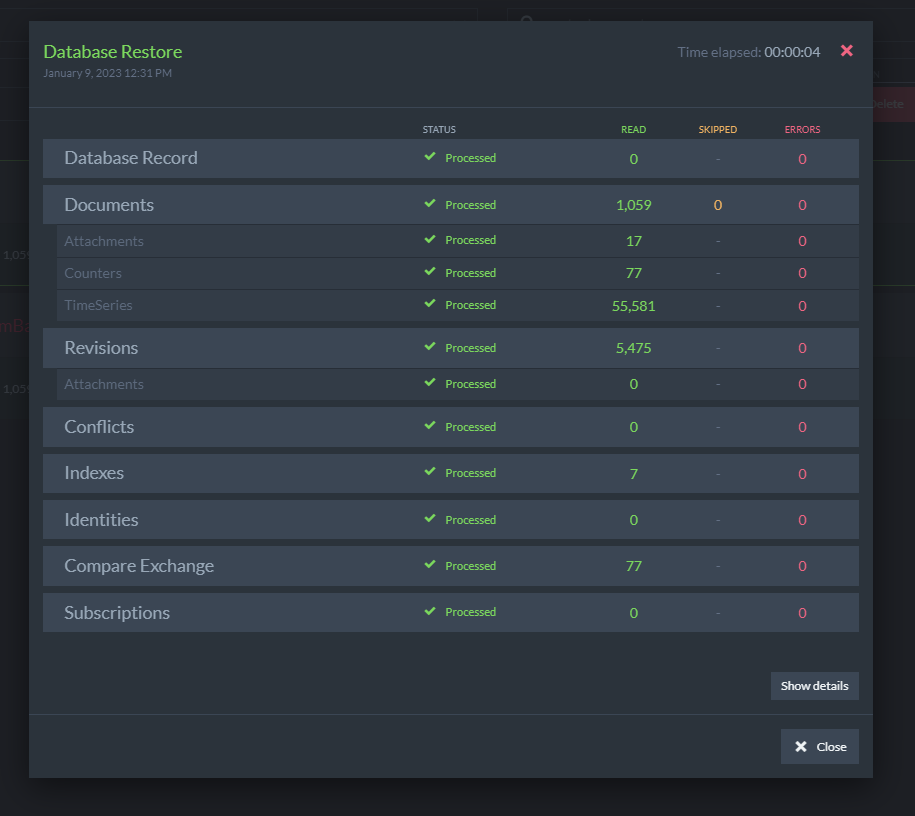 Database Restore
January 9, 2023 12:31 PM
Time elapsed: 00:00:04
STATUS READ SKIPPED ERRORS
Database Record Processed 0 - 0
Documents Processed 1,059 0 0
Attachments Processed 17 - 0
Counters Processed 77 - 0
TimeSeries Processed 55,581 - 0
Revisions Processed 5,475 - 0
Attachments Processed 0 - 0
Conflicts Processed 0 - 0
Indexes Processed 7 - 0
Identities Processed 0 - 0
Compare Exchange Processed 77 - 0
Subscriptions Processed 0 - 0
Show details
Close
Delete